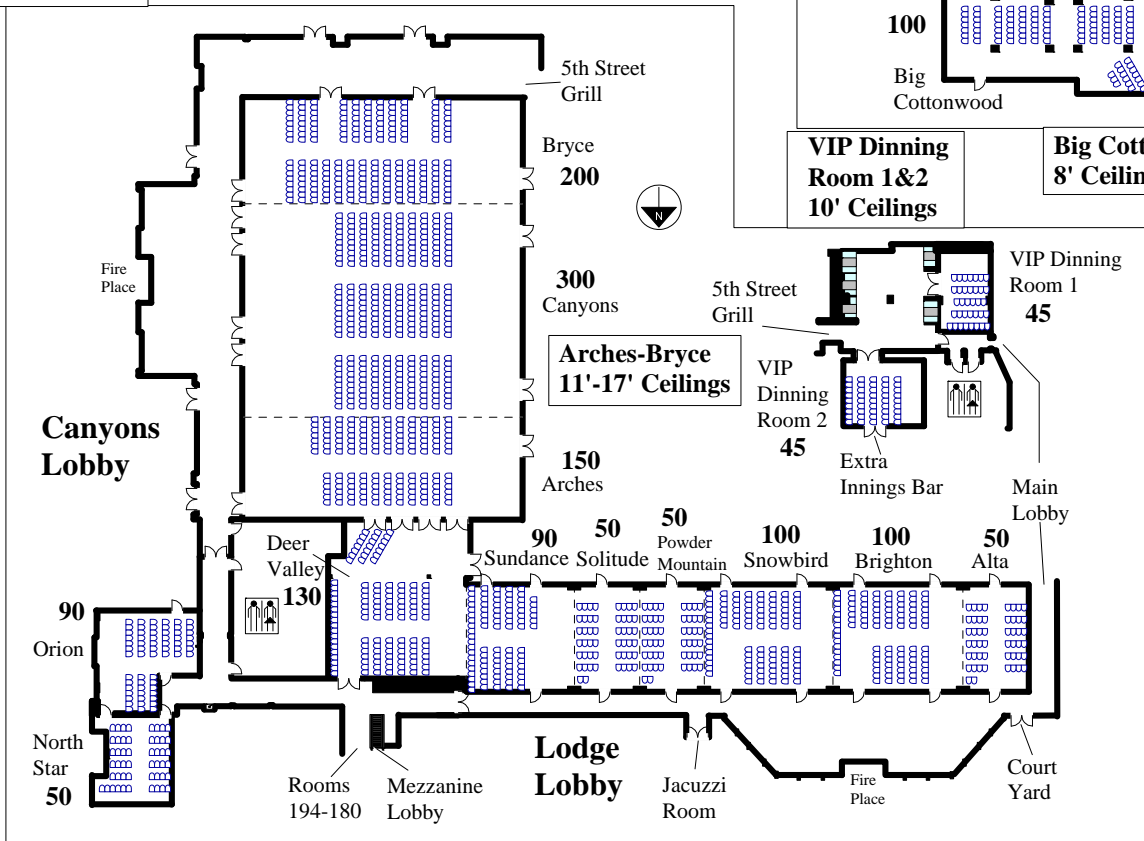 100
Big
Cottonwood
5th Street
Grill
VIP Dinning
Room 1&2
10' Ceilings
Big Cott
8' Ceilin
Bryce
200
N
Fire
Place
300
Canyons
5th Street
Grill
VIP Dinning
Room 1
45
Arches-Bryce
11'-17' Ceilings
VIP
Dinning
Room 2
45
Canyons
Lobby
150
Arches
Extra
Innings Bar
Main
Lobby
Deer
Valley
130
90
Sundance
50
Solitude
50
Powder
Mountain
100
Snowbird
100
Brighton
50
Alta
90
Orion
North
Star
50
Rooms
194-180
Mezzanine
Lobby
Lodge
Lobby
Jacuzzi
Room
Fire
Place
Court
Yard